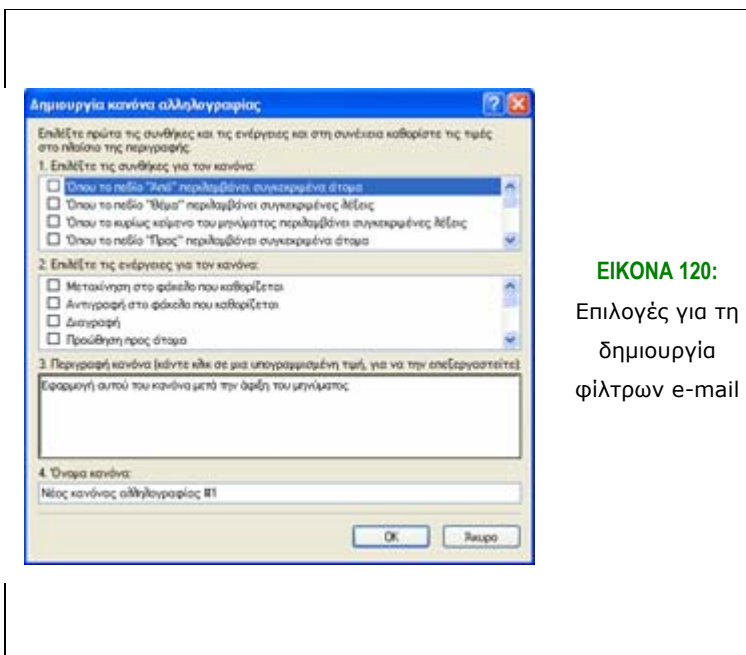 Δημιουργία κανόνα αλληλογραφίας
Επιλέξτε πρώτα τις συνθήκες και τις ενέργειες και στη συνέχεια καθορίστε τις τιμές
στο πλαίσιο της περιγραφής.
1. Επιλέξτε τις συνθήκες για τον κανόνα:
Όπου το πεδίο "Από" περιλαμβάνει συγκεκριμένα άτομα
Όπου το πεδίο "Θέμα" περιλαμβάνει συγκεκριμένες λέξεις
Όπου το κυρίως κείμενο του μηνύματος περιλαμβάνει συγκεκριμένες λέξεις
Όπου το πεδίο "Προς" περιλαμβάνει συγκεκριμένα άτομα
2. Επιλέξτε τις ενέργειες για τον κανόνα:
Μετακίνηση στο φάκελο που καθορίζεται
Αντιγραφή στο φάκελο που καθορίζεται
Διαγραφή
Προώθηση προς άτομα
3. Περιγραφή κανόνα (κάντε κλικ σε μια υπογραμμισμένη τιμή, για να την επεξεργαστείτε):
Εφαρμογή αυτού του κανόνα μετά την άφιξη του μηνύματος
4. Όνομα κανόνα:
Νέος κανόνας αλληλογραφίας #1
OK
Άκυρο
ΕΙΚΟΝΑ 120:
Επιλογές για τη
δημιουργία
φίλτρων e-mail